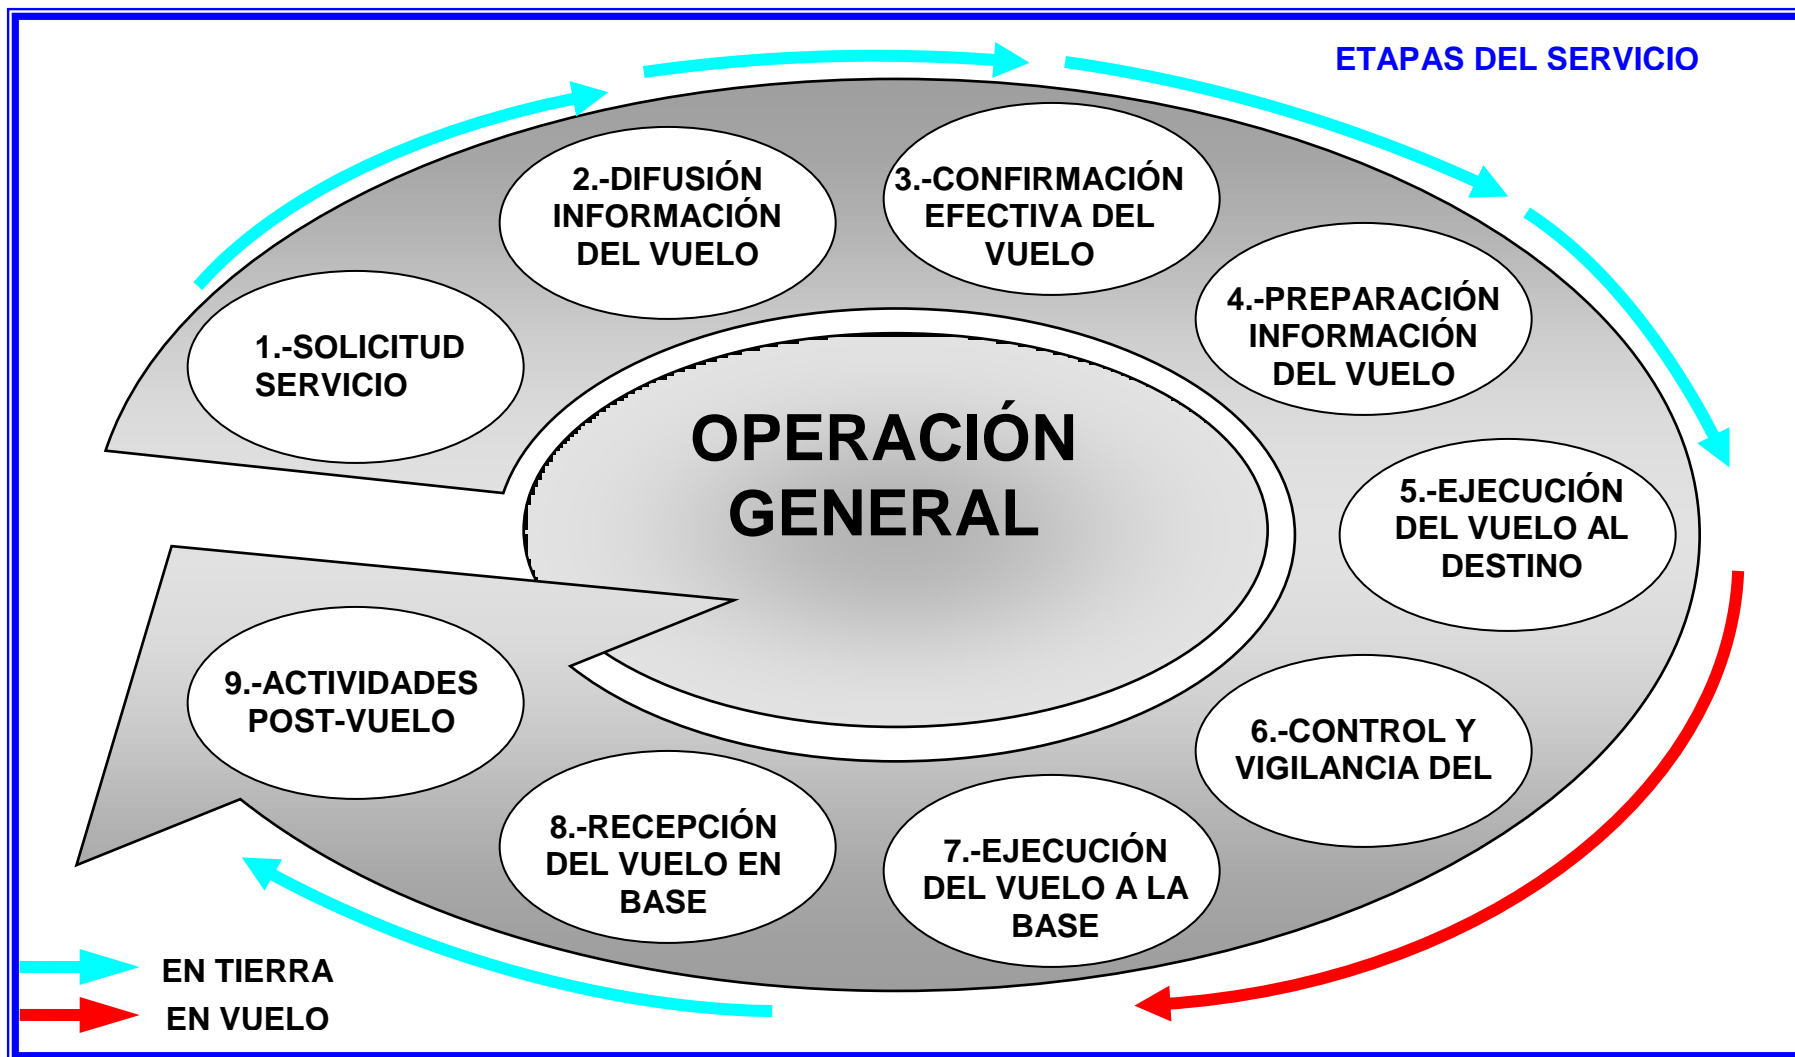 ETAPAS DEL SERVICIO
1.-SOLICITUD
SERVICIO
2.-DIFUSIÓN
INFORMACIÓN
DEL VUELO
3.-CONFIRMACIÓN
EFECTIVA DEL
VUELO
4.-PREPARACIÓN
INFORMACIÓN
DEL VUELO
5.-EJECUCIÓN
DEL VUELO AL
DESTINO
6.-CONTROL Y
VIGILANCIA DEL
7.-EJECUCIÓN
DEL VUELO A LA
BASE
8.-RECEPCIÓN
DEL VUELO EN
BASE
9.-ACTIVIDADES
POST-VUELO
OPERACIÓN
GENERAL
EN TIERRA
EN VUELO